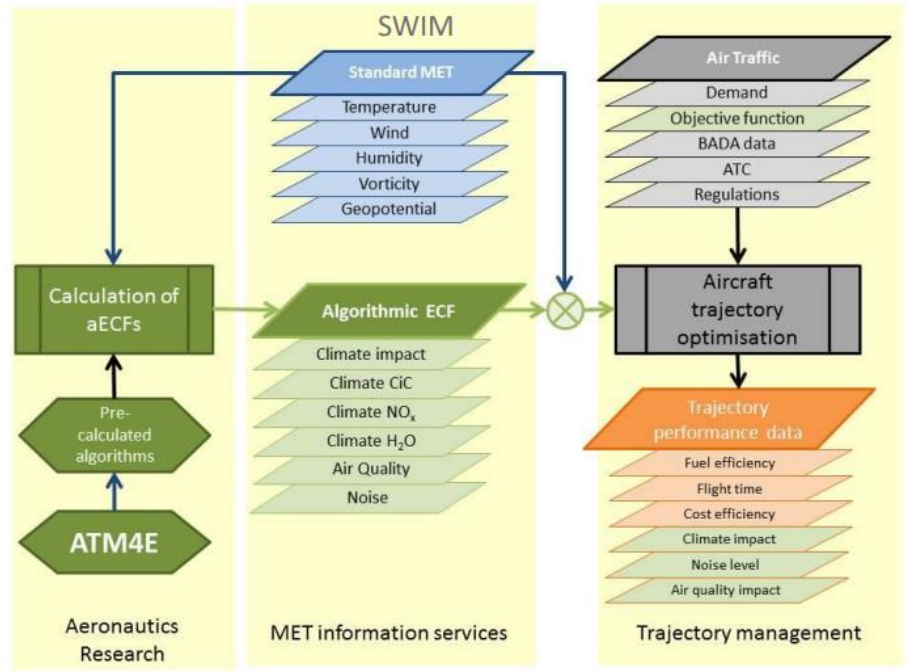 SWIM
Standard MET
Temperature
Wind
Humidity
Vorticity
Geopotential
Air Traffic
Demand
Objective function
BADA data
ATC
Regulations
Calculation of
aECFs
Algorithmic ECF
Climate impact
Climate CiC
Climate NOₓ
Climate H₂O
Air Quality
Noise
Aircraft
trajectory
optimisation
Pre-
calculated
algorithms
ATM4E
Trajectory
performance data
Fuel efficiency
Flight time
Cost efficiency
Climate impact
Noise level
Air quality impact
Aeronautics
Research
MET information services
Trajectory management